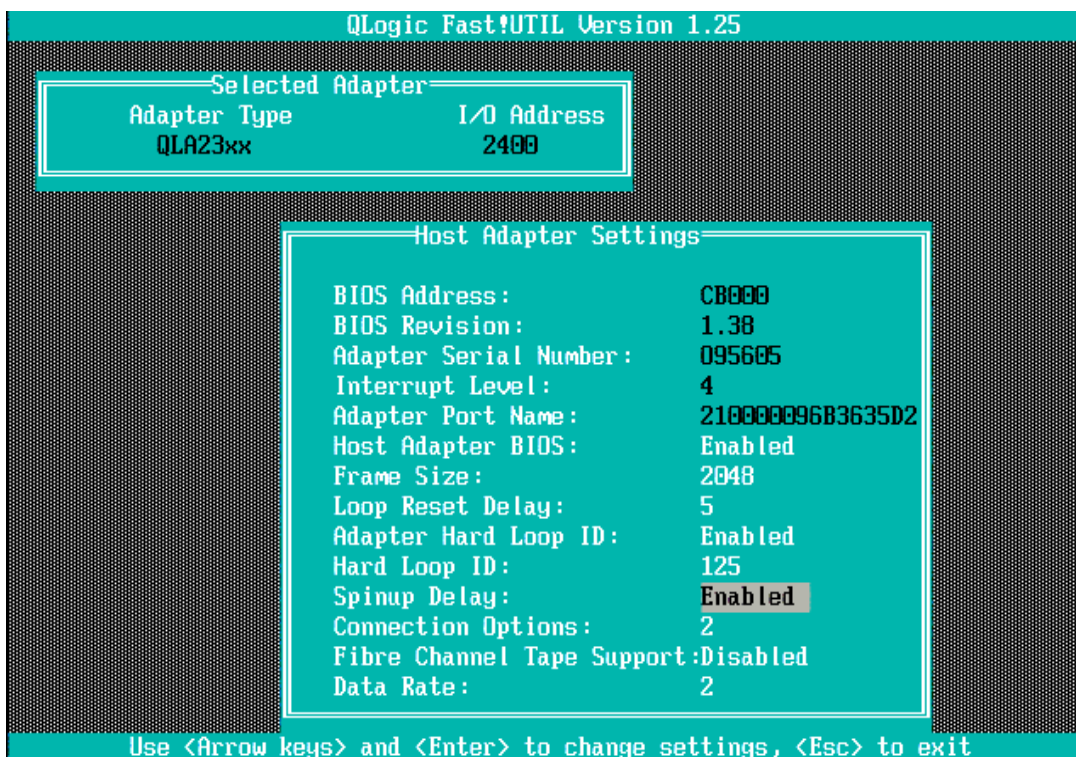 QLogic Fast!UTIL Version 1.25
Selected Adapter
Adapter Type I/O Address
QLA23xx 2400
Host Adapter Settings
BIOS Address: CB000
BIOS Revision: 1.38
Adapter Serial Number: O95605
Interrupt Level: 4
Adapter Port Name: 210000096B3635D2
Host Adapter BIOS: Enabled
Frame Size: 2048
Loop Reset Delay: 5
Adapter Hard Loop ID: Enabled
Hard Loop ID: 125
Spinup Delay: Enabled
Connection Options: 2
Fibre Channel Tape Support:Disabled
Data Rate: 2
Use <Arrow keys> and <Enter> to change settings, <Esc> to exit